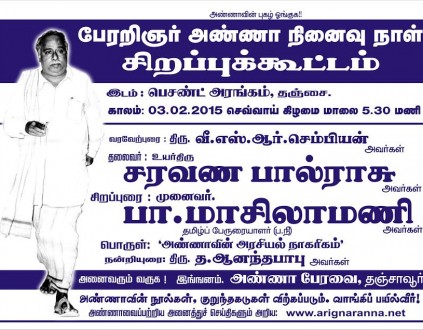 அண்ணாவின் புகழ் ஓங்குக!!
பேரறிஞர் அண்ணா நினைவு நாள்
சிறப்புக்கூட்டம்
இடம் : பெசண்ட் அரங்கம், தஞ்சை.
காலம்: 03.02.2015 செவ்வாய் கிழமை மாலை 5.30 மணி
வரவேற்புரை : திரு. வீ.எஸ்.ஆர்.செம்பியன் அவர்கள்
தலைவர் : உயர்திரு
சரவண பால்ராசு அவர்கள்
சிறப்புரை : முனைவர்.
பா.மாசிலாமணி அவர்கள்
தமிழ்ப் பேருரையாளர் (ப.நி)
பொருள்: 'அண்ணாவின் அரசியல் நாகரிகம்'
நன்றியுரை: திரு. த.ஆனந்தபாபு அவர்கள்
அனைவரும் வருக ! இங்ஙனம். அண்ணா பேரவை, தஞ்சாவூர்
அண்ணாவின் நூல்கள், குறுந்தகடுகள் விற்கப்படும். வாங்கிப் பயில்வீர்!
அண்ணாவைப்பற்றிய அனைத்துச் செய்திகளும் அறிய: www.arignaranna.net